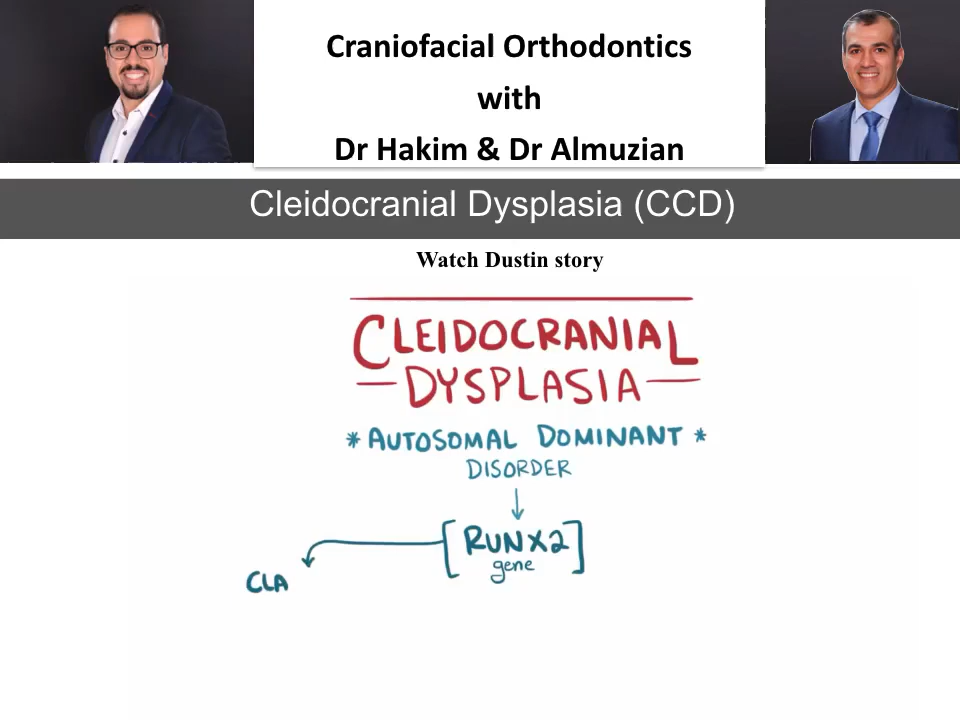 Craniofacial Orthodontics
with
Dr Hakim & Dr Almuzian
Cleidocranial Dysplasia (CCD)
Watch Dustin story
CLEIDOCRANIAL
DYSPLASIA
* AUTOSOMAL DOMINANT *
DISORDER
[RUNX2]
gene
CLA